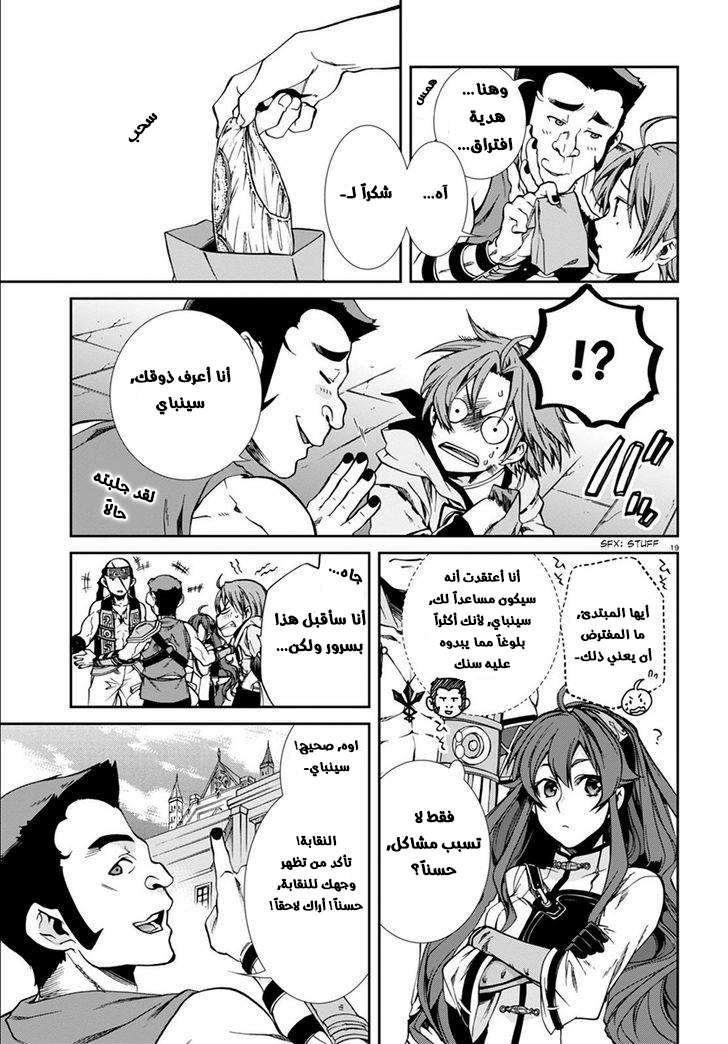 وهنا...
هدية
افتراق...
همس
آه...
شكراً لـ-
سحب
!?
أنا أعرف ذوقك,
سينباي
لقد جلبته
حالاً
SFX: STUFF
19
أيها المبتدئ,
ما المفترض
أن يعني ذلك-
أنا أعتقدت أنه
سيكون مساعداً لك,
سينباي, لأنك أكثراً
بلوغاً مما يبدوه
عليه سنك
جاه...
أنا سأقبل هذا
بسرور ولكن...
?
?
فقط لا
تسبب مشاكل,
حسناً؟
اوه, صحيح!
سينباي-
النقابة!
تأكد من تظهر
وجهك للنقابة,
حسناً! أراك لاحقاً!